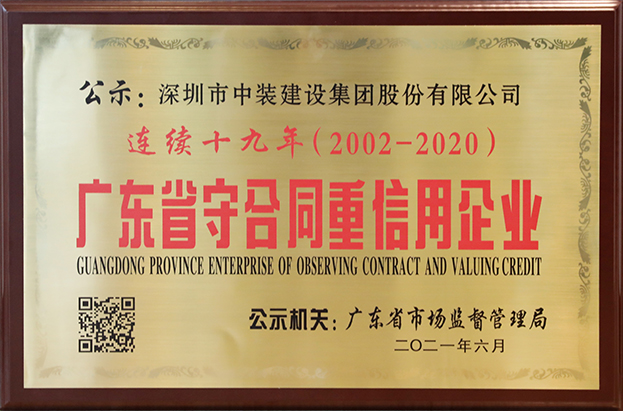 公示：深圳市中装建设集团股份有限公司
连续十九年（2002-2020）
广东省守合同重信用企业
GUANGDONG PROVINCE ENTERPRISE OF OBSERVING CONTRACT AND VALUING CREDIT
公示机关：广东省市场监督管理局
二〇二一年六月